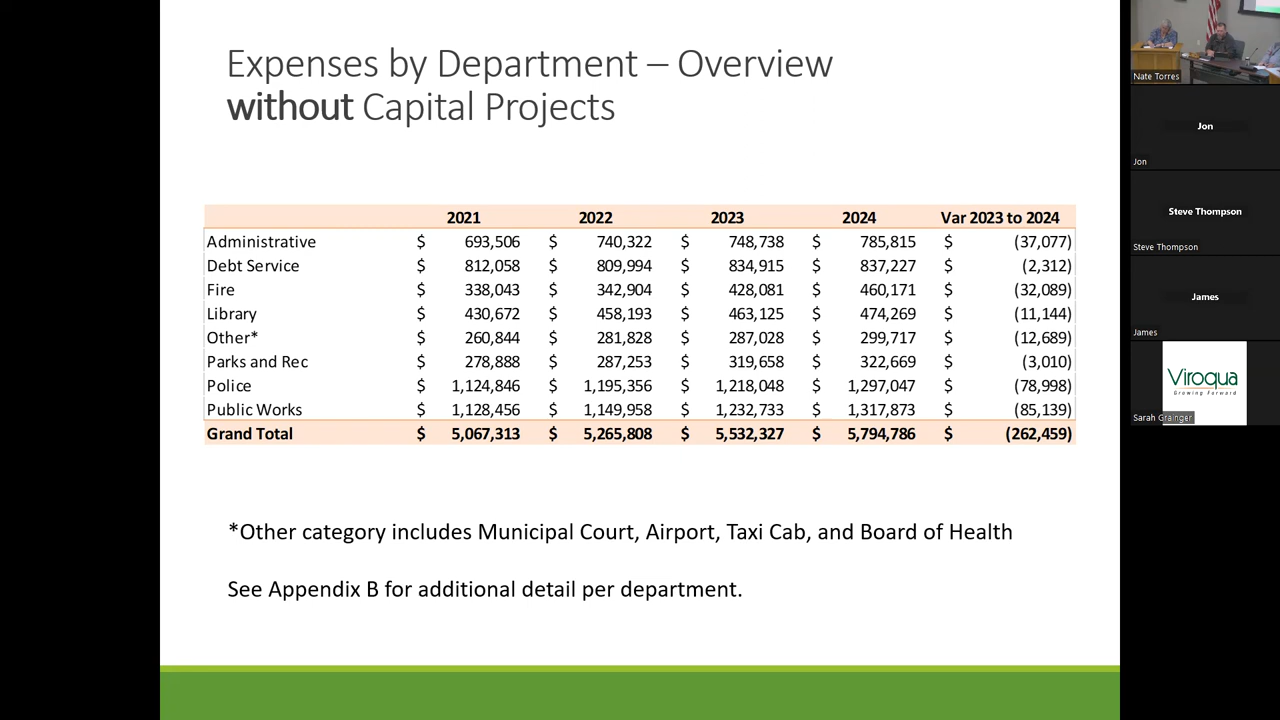 Expenses by Department – Overview
without Capital Projects
2021 2022 2023 2024 Var 2023 to 2024
Administrative $ 693,506 $ 740,322 $ 748,738 $ 785,815 $ (37,077)
Debt Service $ 812,058 $ 809,994 $ 834,915 $ 837,227 $ (2,312)
Fire $ 338,043 $ 342,904 $ 428,081 $ 460,171 $ (32,089)
Library $ 430,672 $ 458,193 $ 463,125 $ 474,269 $ (11,144)
Other* $ 260,844 $ 281,828 $ 287,028 $ 299,717 $ (12,689)
Parks and Rec $ 278,888 $ 287,253 $ 319,658 $ 322,669 $ (3,010)
Police $ 1,124,846 $ 1,195,356 $ 1,218,048 $ 1,297,047 $ (78,998)
Public Works $ 1,128,456 $ 1,149,958 $ 1,232,733 $ 1,317,873 $ (85,139)
Grand Total $ 5,067,313 $ 5,265,808 $ 5,532,327 $ 5,794,786 $ (262,459)
*Other category includes Municipal Court, Airport, Taxi Cab, and Board of Health
See Appendix B for additional detail per department.
Nate Torres
Jon
Jon
Steve Thompson
Steve Thompson
James
James
Viroqua
Growing Forward
Sarah Grainger